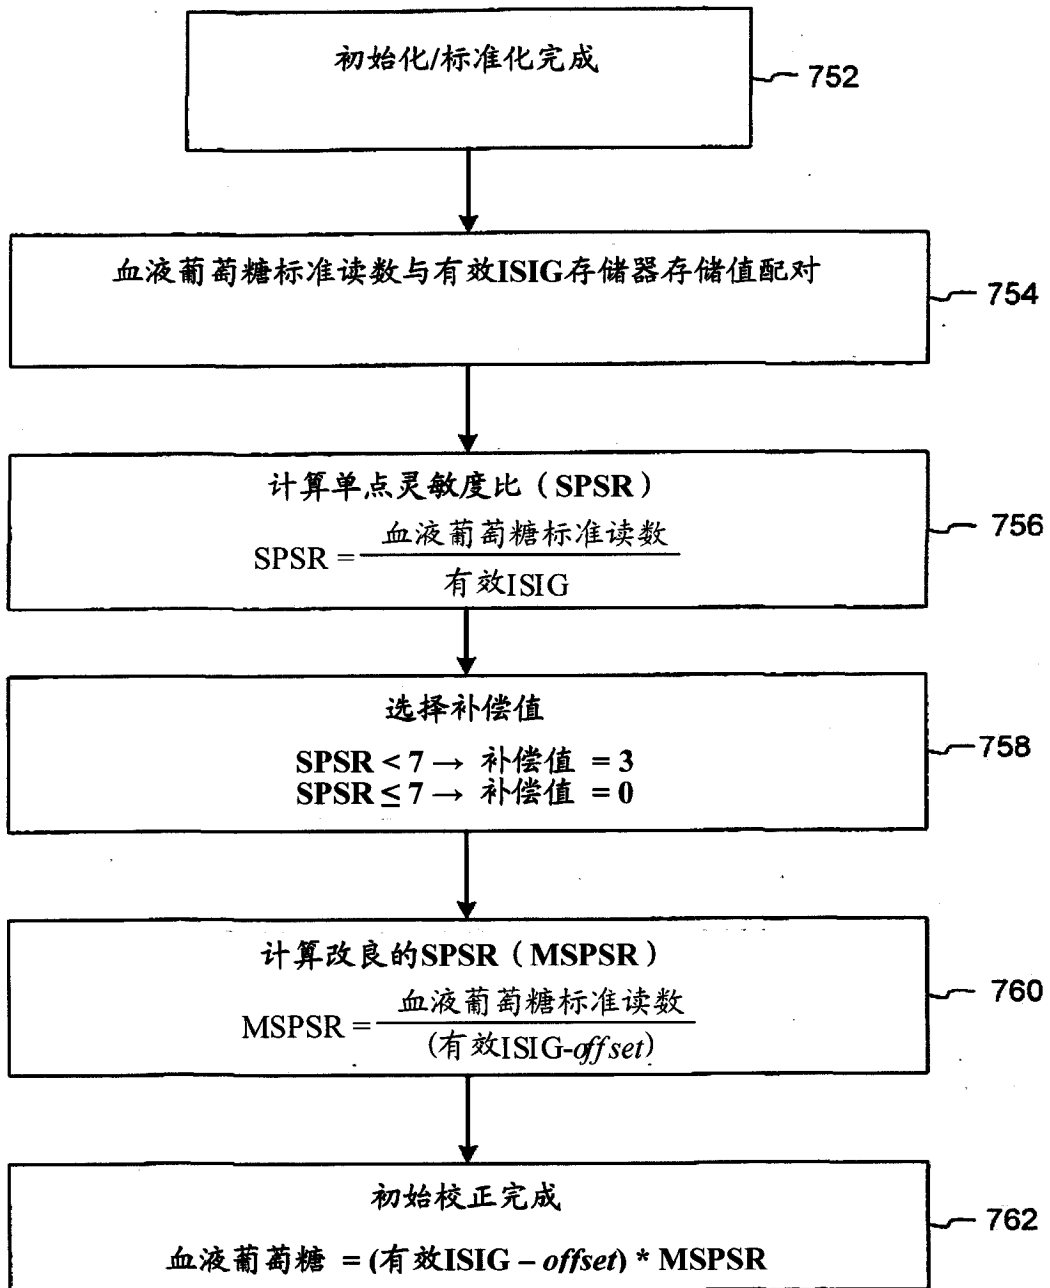 初始化/标准化完成
752
血液葡萄糖标准读数与有效ISIG存储器存储值配对
754
计算单点灵敏度比（SPSR）
SPSR = 血液葡萄糖标准读数
有效ISIG
756
选择补偿值
SPSR < 7 → 补偿值 = 3
SPSR ≤ 7 → 补偿值 = 0
758
计算改良的SPSR（MSPSR）
MSPSR = 血液葡萄糖标准读数
(有效ISIG-offset)
760
初始校正完成
血液葡萄糖 = (有效ISIG – offset) * MSPSR
762